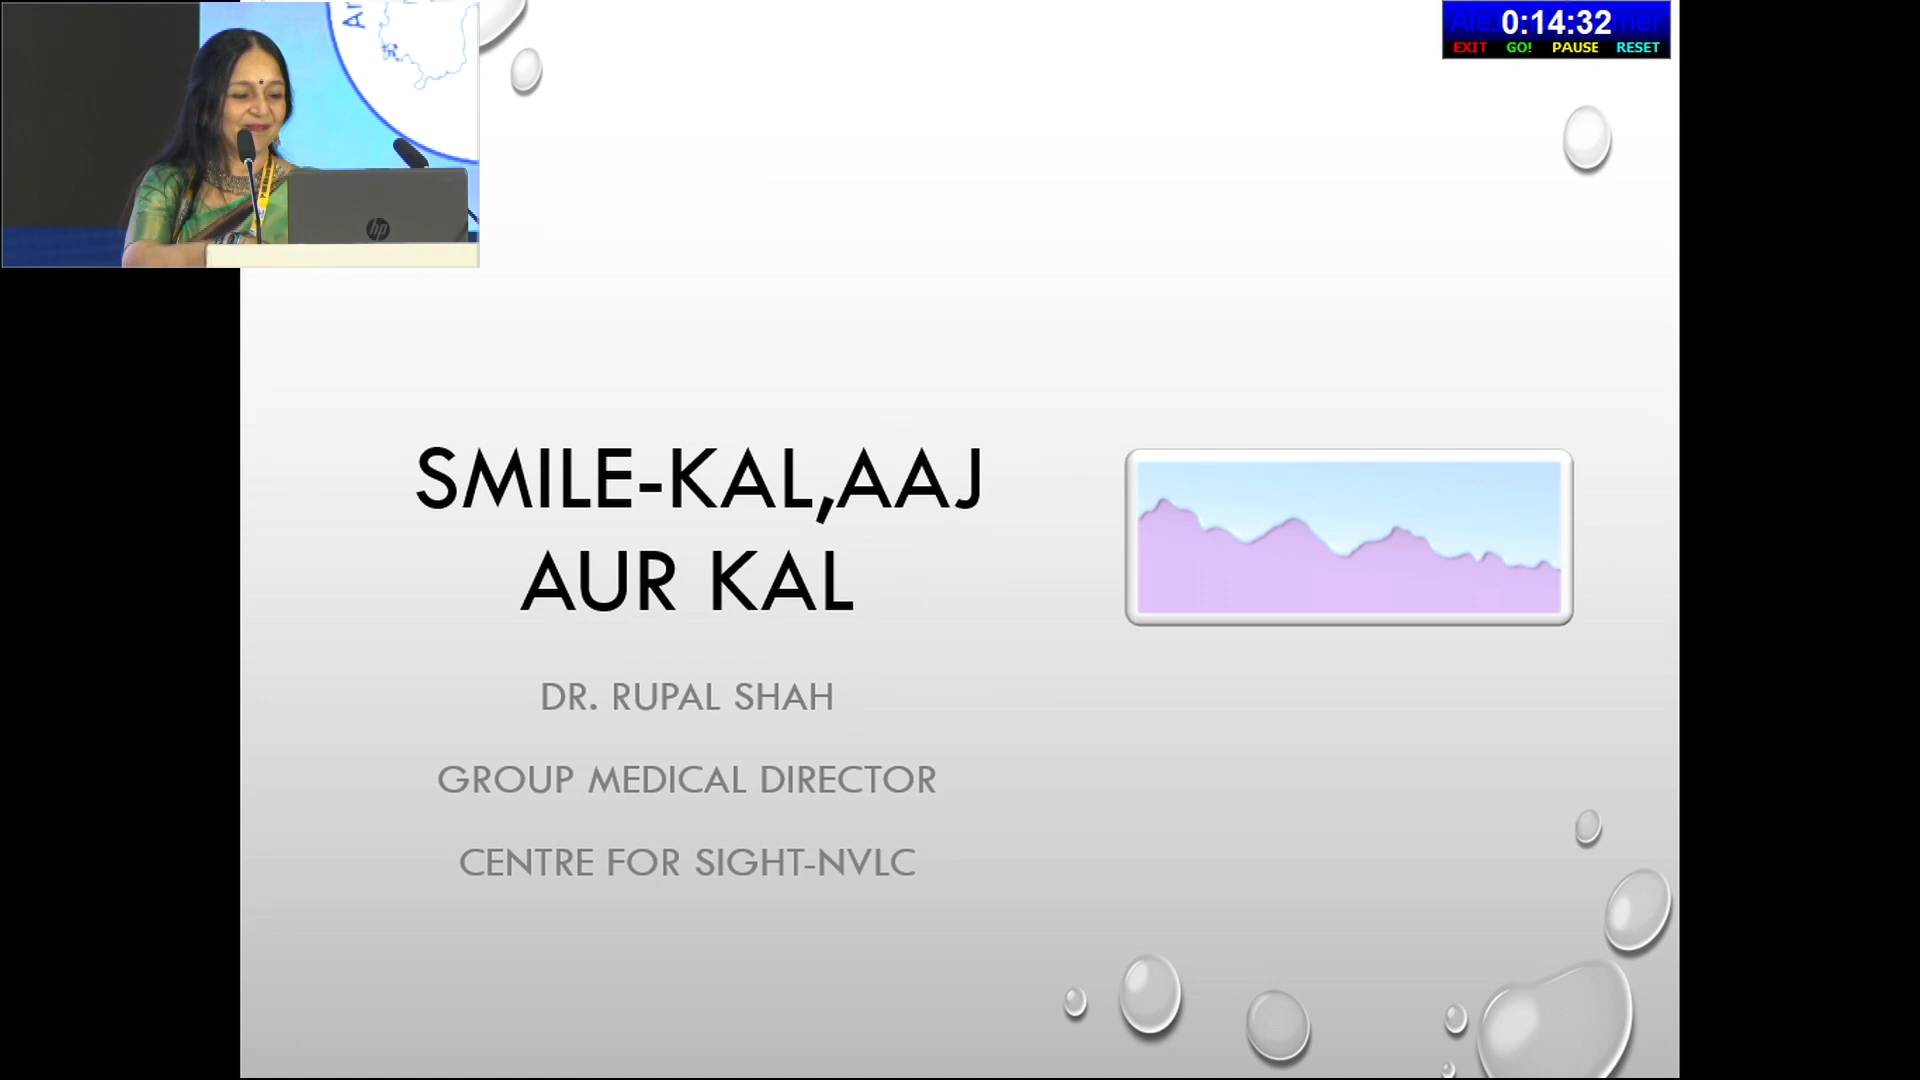 0:14:32
EXIT GO! PAUSE RESET
hp
SMILE-KAL,AAJ
AUR KAL
DR. RUPAL SHAH
GROUP MEDICAL DIRECTOR
CENTRE FOR SIGHT-NVLC